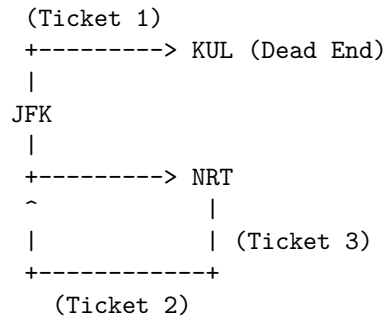 (Ticket 1)
+---------> KUL (Dead End)
|
JFK
|
+---------> NRT
^ |
| | (Ticket 3)
+------------+
(Ticket 2)